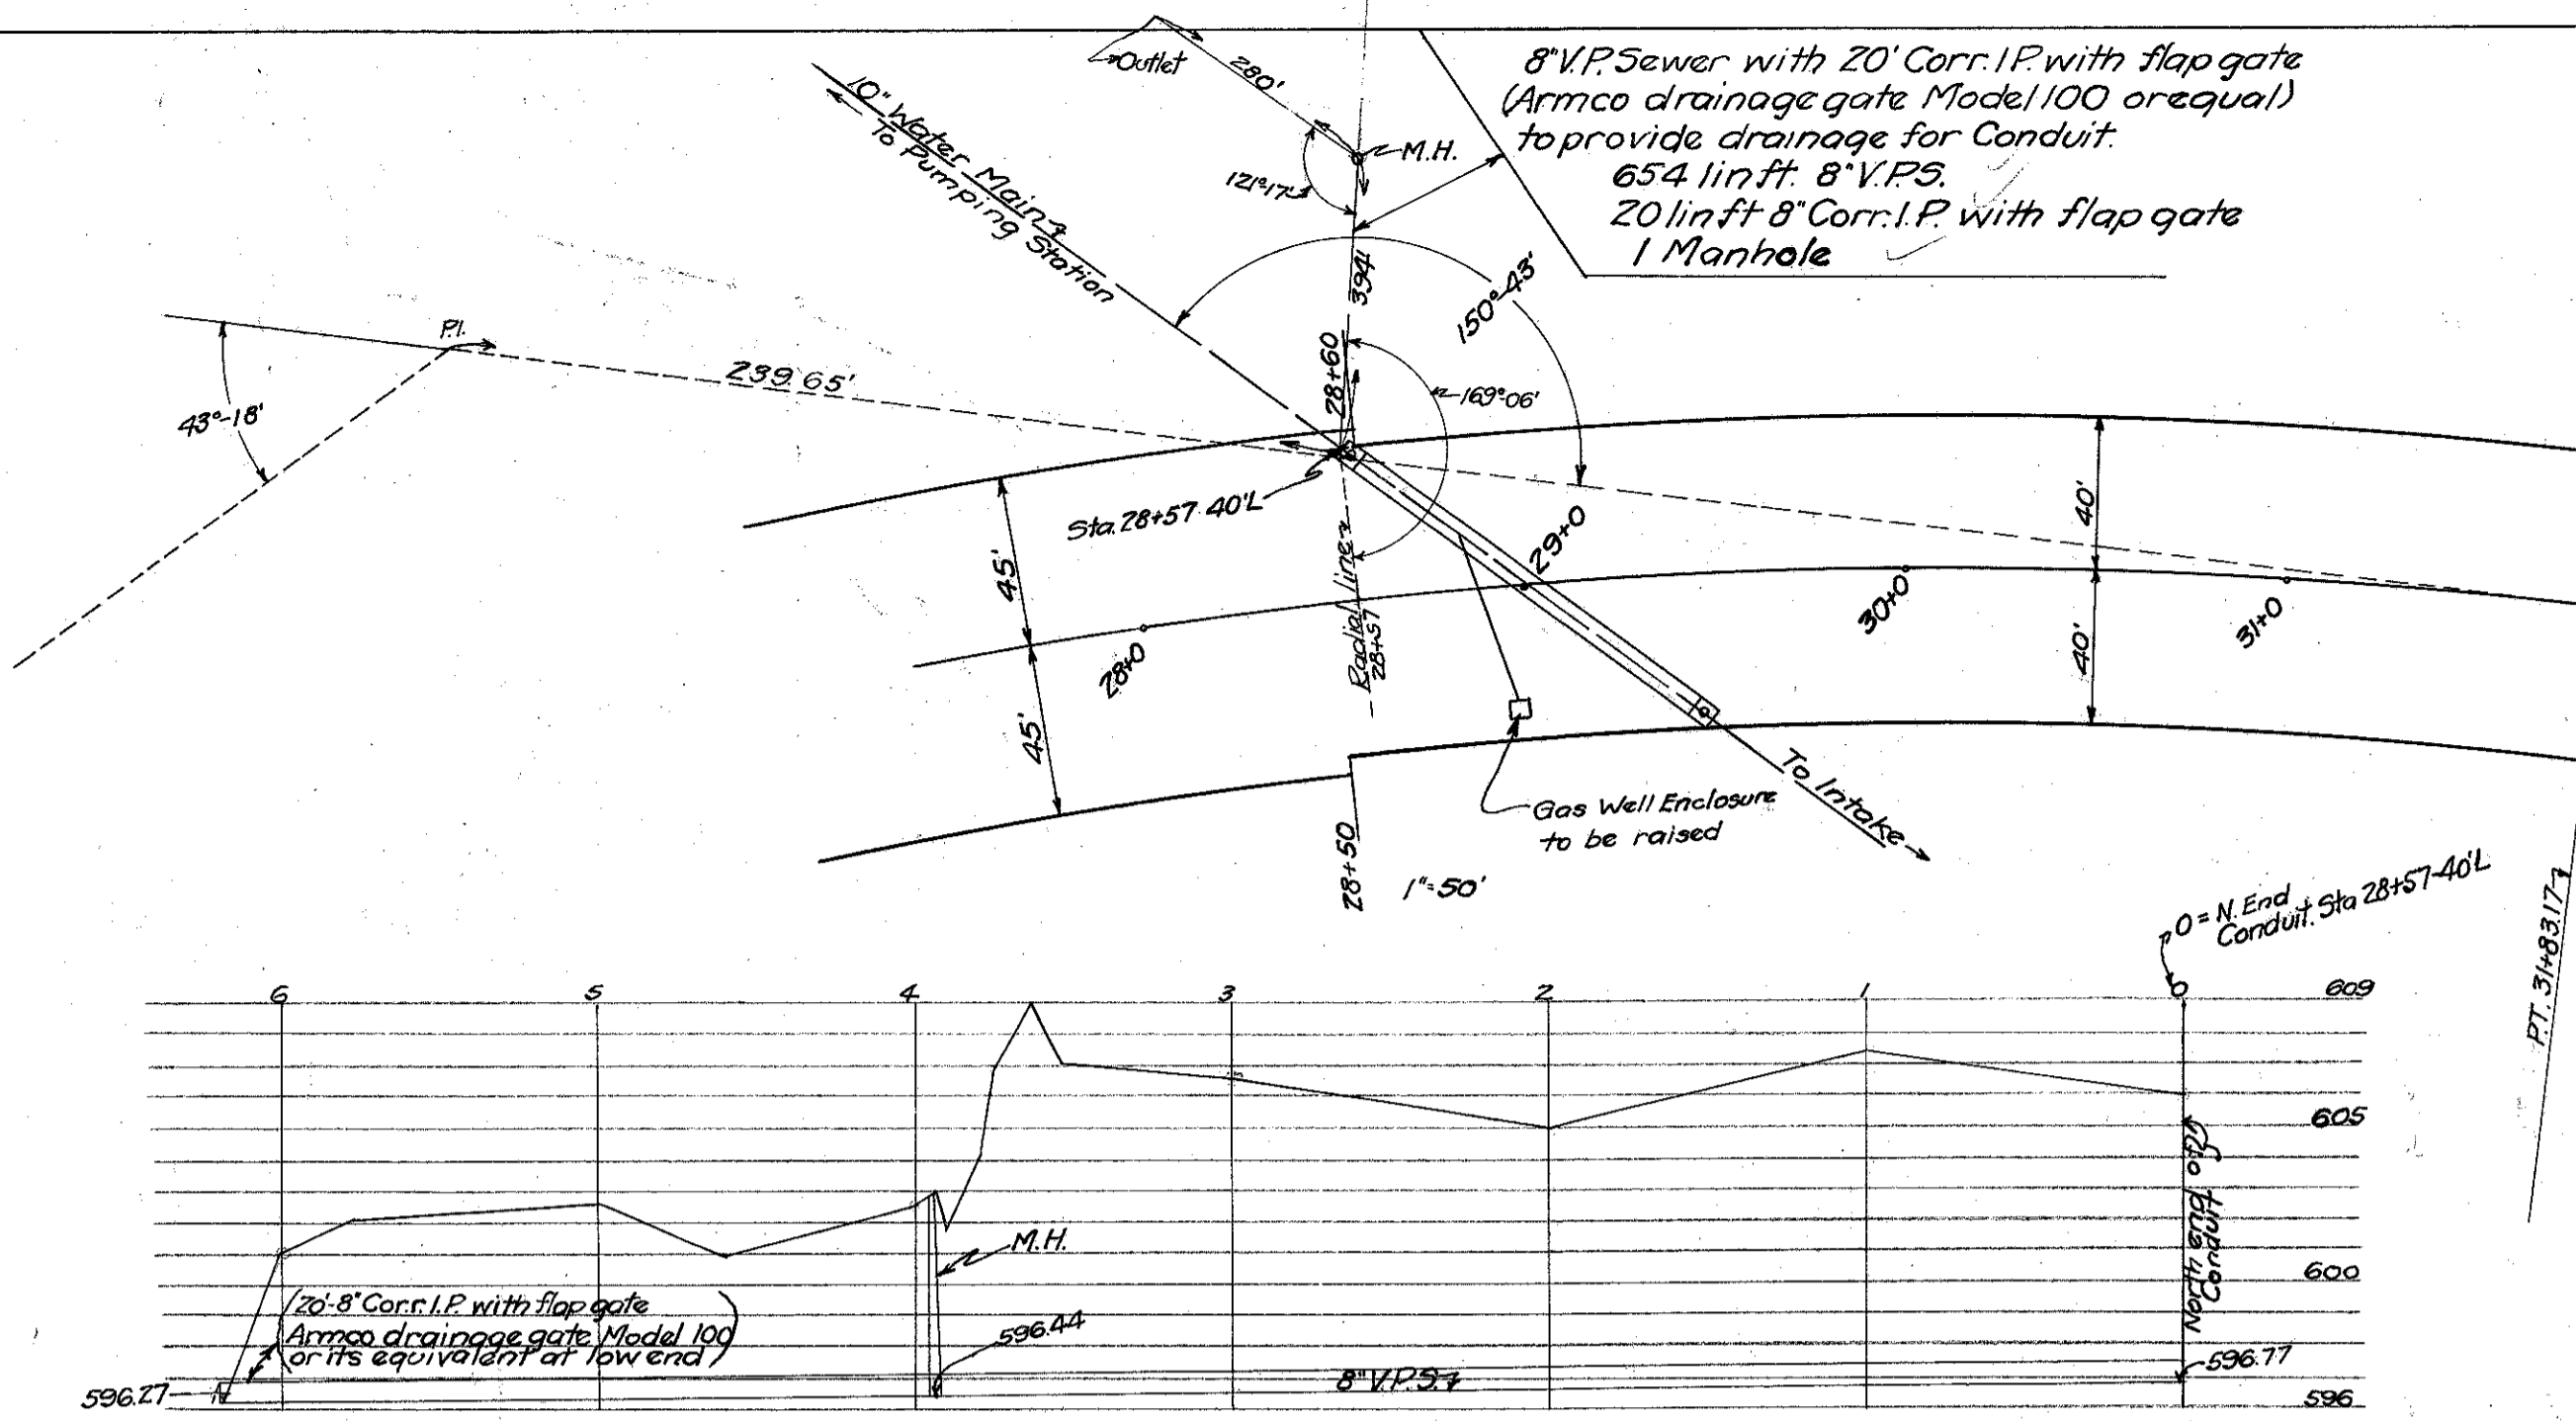 8"V.P. Sewer with 20' Corr. I.P. with flap gate
(Armco drainage gate Model 100 or equal)
to provide drainage for Conduit.
654 lin ft. 8" V.P.S.
20 lin ft 8" Corr. I.P. with flap gate
1 Manhole
Outlet
280'
10" Water Main
To Pumping Station
M.H.
121°-17'
394'
150°-43'
P.I.
239.65'
28+60
169°-06'
43°-18'
Sta. 28+57 40'L
29+0
40'
45'
Radial line
28+57
30+0
31+0
28+0
40'
45'
To Intake
Gas Well Enclosure
to be raised
28+50
1"=50'
0 = N. End
Conduit. Sta 28+57-40'L
P.T. 31+83.17
6
5
4
3
2
1
0
609
605
North end of
Conduit
M.H.
600
20'-8" Corr. I.P. with flap gate
Armco drainage gate Model 100
or its equivalent at low end
596.44
596.77
8" V.P.S.
596.27
596